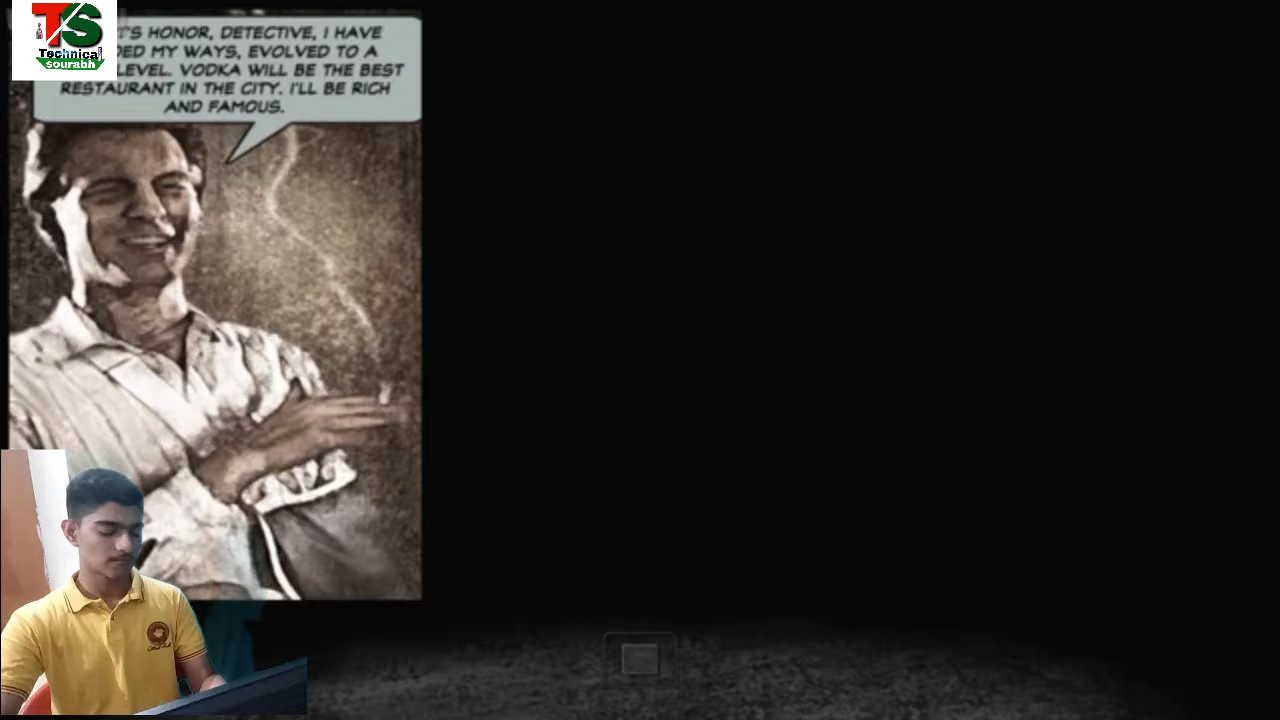 TS
Technical
sourabh
HONOR, DETECTIVE, I HAVE
MY WAYS, EVOLVED TO A
LEVEL. VODKA WILL BE THE BEST
RESTAURANT IN THE CITY. I'LL BE RICH
AND FAMOUS.